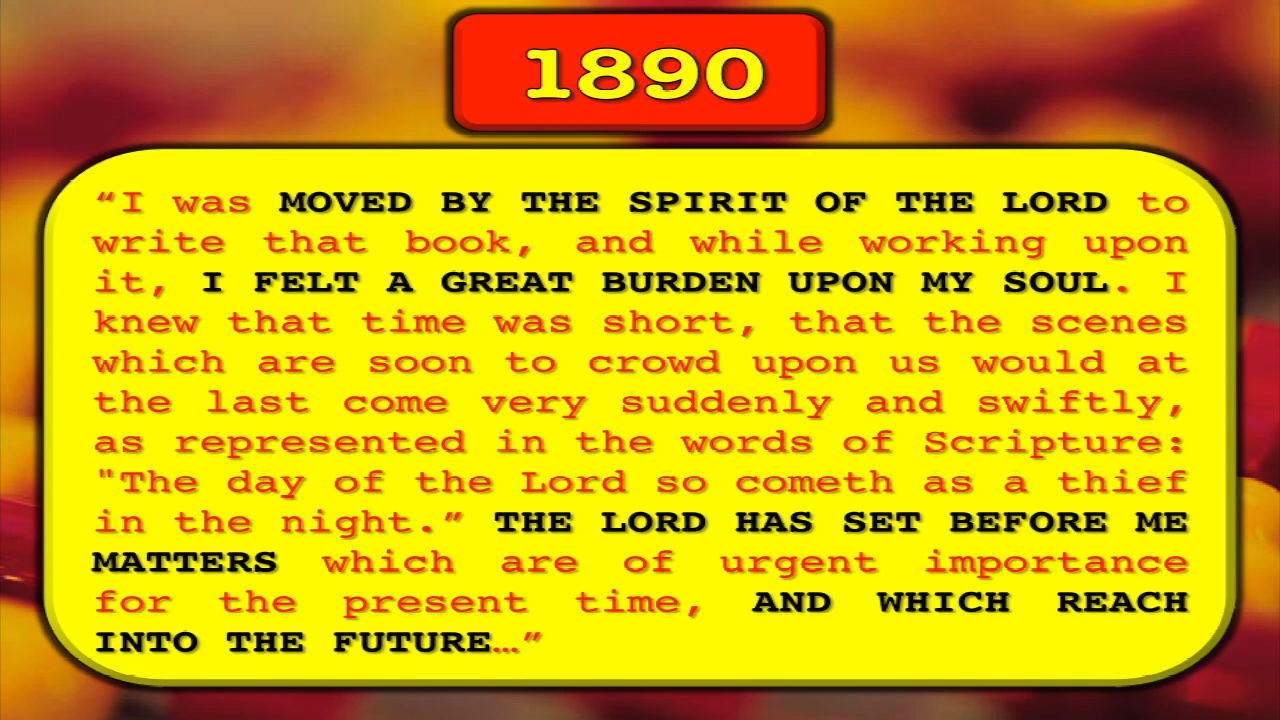 1890
“I was MOVED BY THE SPIRIT OF THE LORD to
write that book, and while working upon
it, I FELT A GREAT BURDEN UPON MY SOUL. I
knew that time was short, that the scenes
which are soon to crowd upon us would at
the last come very suddenly and swiftly,
as represented in the words of Scripture:
"The day of the Lord so cometh as a thief
in the night.” THE LORD HAS SET BEFORE ME
MATTERS which are of urgent importance
for the present time, AND WHICH REACH
INTO THE FUTURE…”